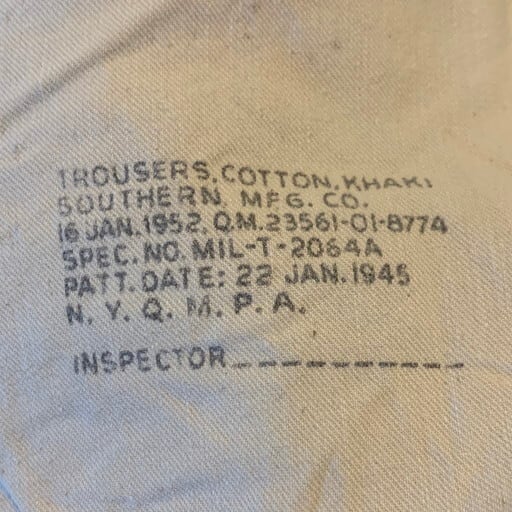 TROUSERS, COTTON, KHAKI
SOUTHERN MFG. CO.
16 JAN. 1952. Q.M. 23561-01-8774
SPEC. NO. MIL-T-2064A
PATT. DATE: 22 JAN. 1945
N. Y. Q. M. P. A.
INSPECTOR___________